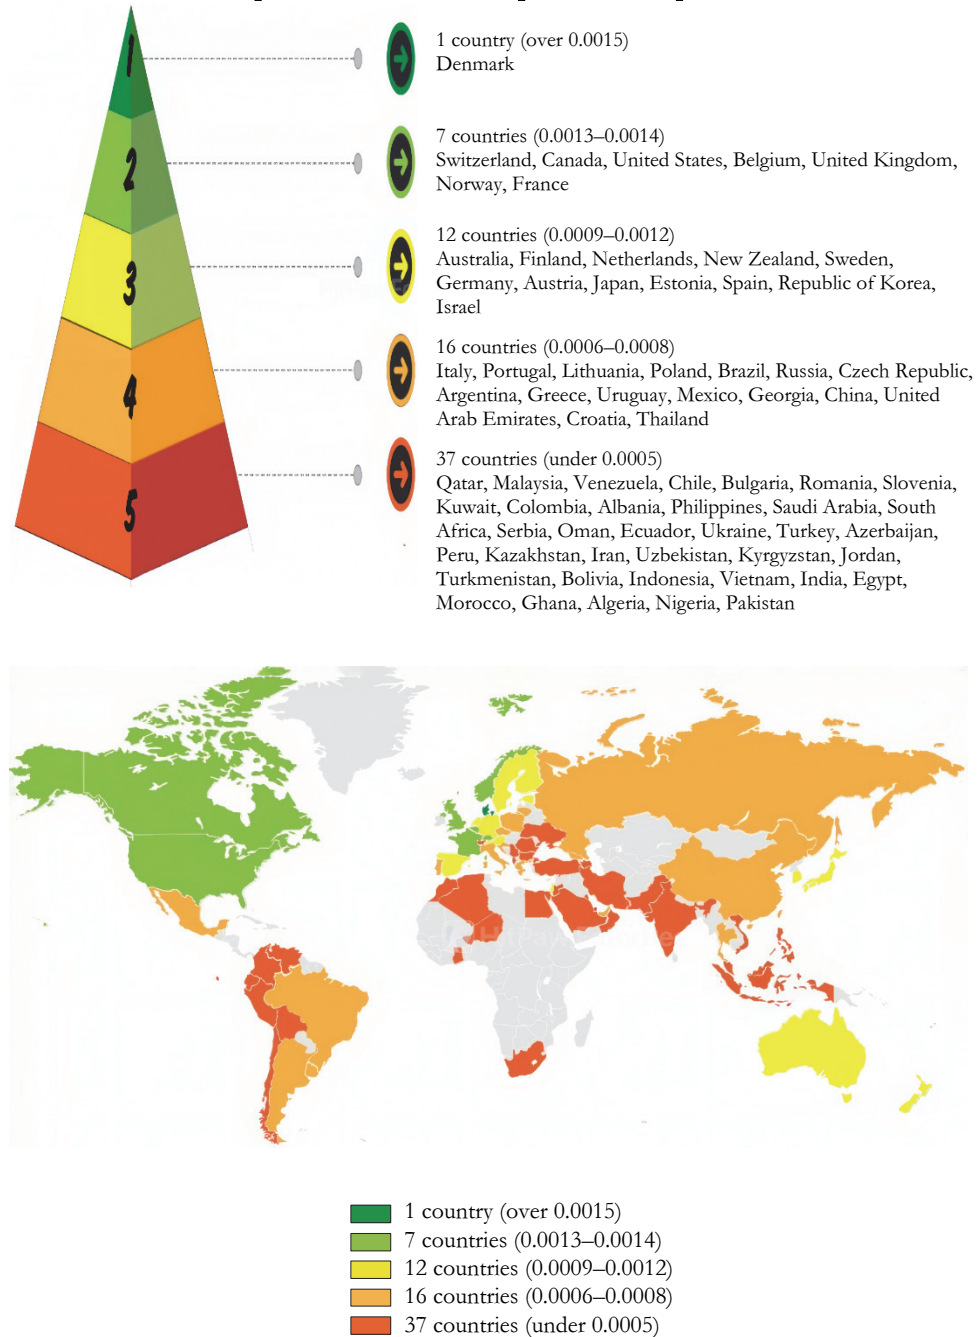 1
2
3
4
5
1 country (over 0.0015)
Denmark
7 countries (0.0013–0.0014)
Switzerland, Canada, United States, Belgium, United Kingdom,
Norway, France
12 countries (0.0009–0.0012)
Australia, Finland, Netherlands, New Zealand, Sweden,
Germany, Austria, Japan, Estonia, Spain, Republic of Korea,
Israel
16 countries (0.0006–0.0008)
Italy, Portugal, Lithuania, Poland, Brazil, Russia, Czech Republic,
Argentina, Greece, Uruguay, Mexico, Georgia, China, United
Arab Emirates, Croatia, Thailand
37 countries (under 0.0005)
Qatar, Malaysia, Venezuela, Chile, Bulgaria, Romania, Slovenia,
Kuwait, Colombia, Albania, Philippines, Saudi Arabia, South
Africa, Serbia, Oman, Ecuador, Ukraine, Turkey, Azerbaijan,
Peru, Kazakhstan, Iran, Uzbekistan, Kyrgyzstan, Jordan,
Turkmenistan, Bolivia, Indonesia, Vietnam, India, Egypt,
Morocco, Ghana, Algeria, Nigeria, Pakistan
1 country (over 0.0015)
7 countries (0.0013–0.0014)
12 countries (0.0009–0.0012)
16 countries (0.0006–0.0008)
37 countries (under 0.0005)